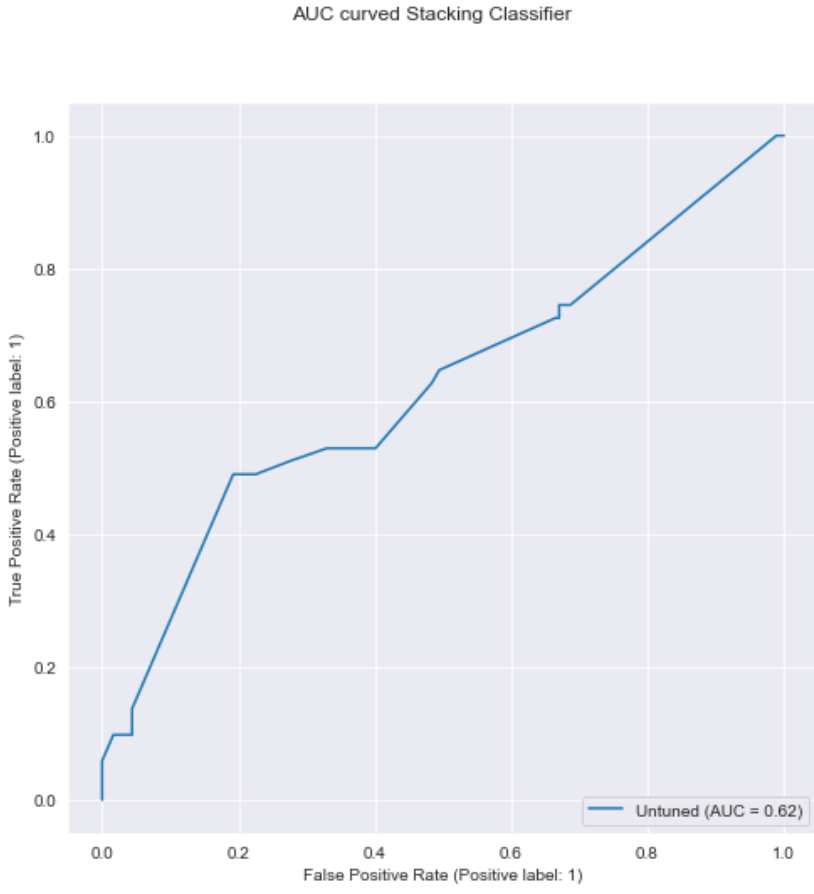 AUC curved Stacking Classifier
1.0
0.8
0.6
0.4
0.2
0.0
True Positive Rate (Positive label: 1)
Untuned (AUC = 0.62)
0.0 0.2 0.4 0.6 0.8 1.0
False Positive Rate (Positive label: 1)